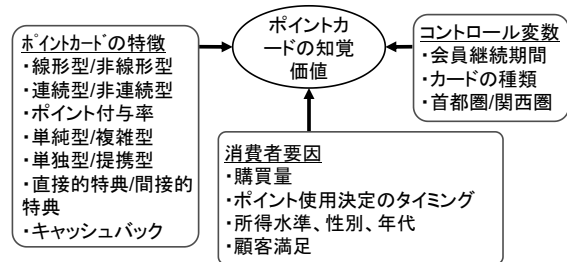 ﾎﾟｲﾝﾄｶｰﾄﾞの特徴
・線形型/非線形型
・連続型/非連続型
・ポイント付与率
・単純型/複雑型
・単独型/提携型
・直接的特典/間接的
特典
・キャッシュバック
ポイントカ
ードの知覚
価値
コントロール変数
・会員継続期間
・カードの種類
・首都圏/関西圏
消費者要因
・購買量
・ポイント使用決定のタイミング
・所得水準、性別、年代
・顧客満足